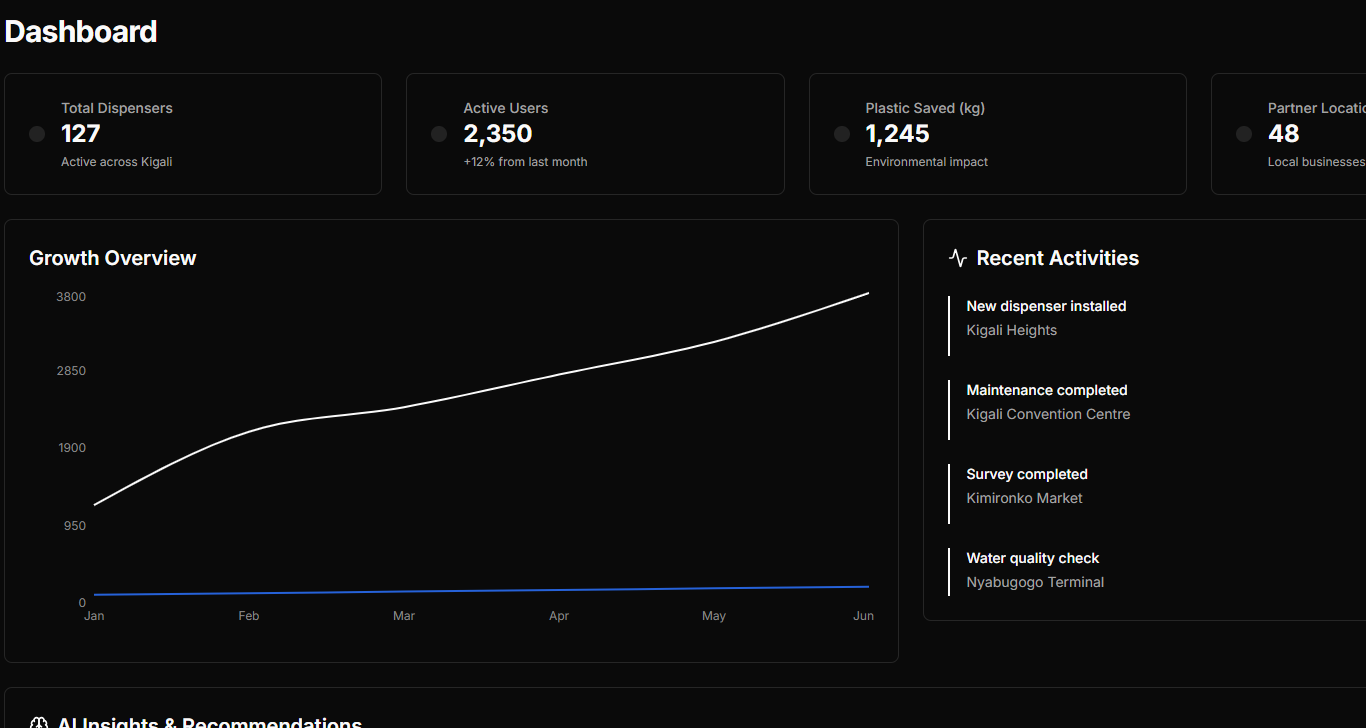 Dashboard
Total Dispensers
127
Active across Kigali
Active Users
2,350
+12% from last month
Plastic Saved (kg)
1,245
Environmental impact
Partner
48
Local businesses
Growth Overview
3800
2850
1900
950
0
Jan Feb Mar Apr May Jun
Recent Activities
New dispenser installed
Kigali Heights
Maintenance completed
Kigali Convention Centre
Survey completed
Kimironko Market
Water quality check
Nyabugogo Terminal
AI Insights & Recommendations